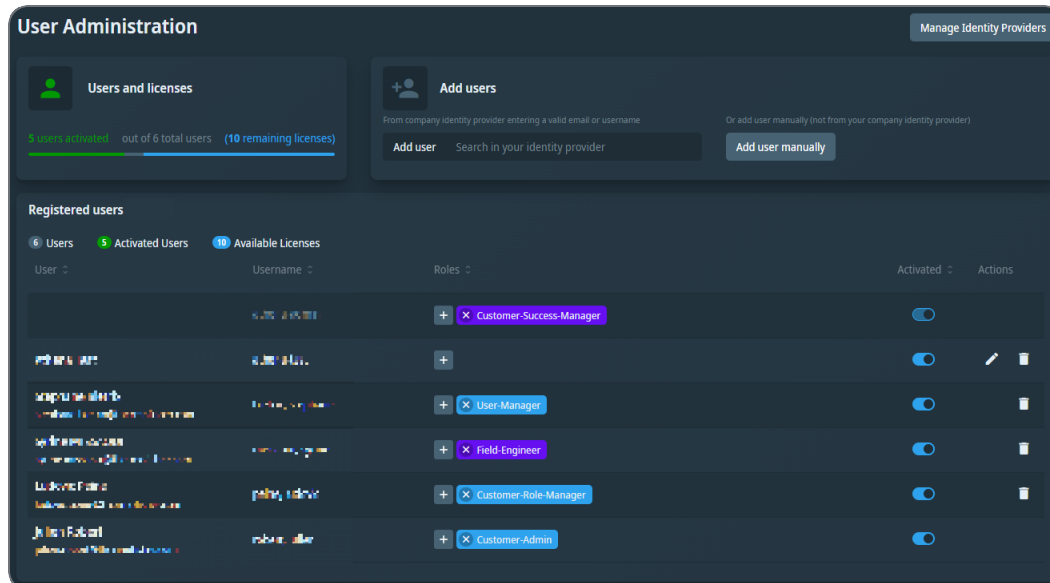 User Administration
Manage Identity Providers
Users and licenses
5 users activated out of 6 total users (10 remaining licenses)
Add users
From company identity provider entering a valid email or username
Add user Search in your identity provider
Or add user manually (not from your company identity provider)
Add user manually
Registered users
6 Users 5 Activated Users 10 Available Licenses
User Username Roles Activated Actions
+ × Customer-Success-Manager
+
+ × User-Manager
+ × Field-Engineer
+ × Customer-Role-Manager
+ × Customer-Admin